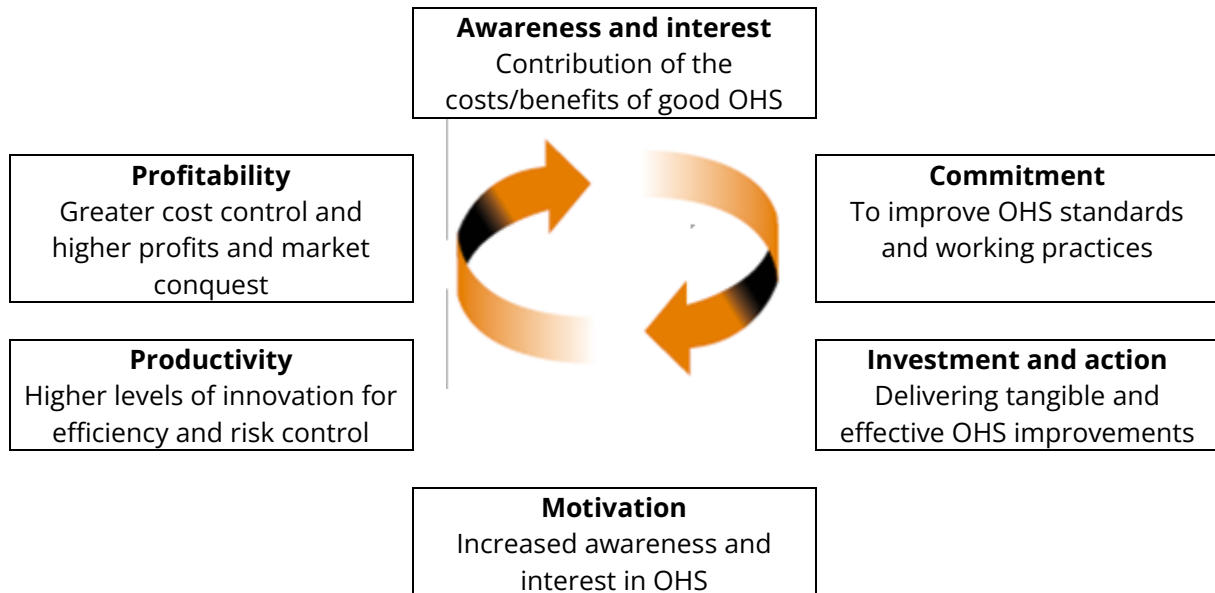 Awareness and interest
Contribution of the
costs/benefits of good OHS
Profitability
Greater cost control and
higher profits and market
conquest
Commitment
To improve OHS standards
and working practices
Productivity
Higher levels of innovation for
efficiency and risk control
Investment and action
Delivering tangible and
effective OHS improvements
Motivation
Increased awareness and
interest in OHS